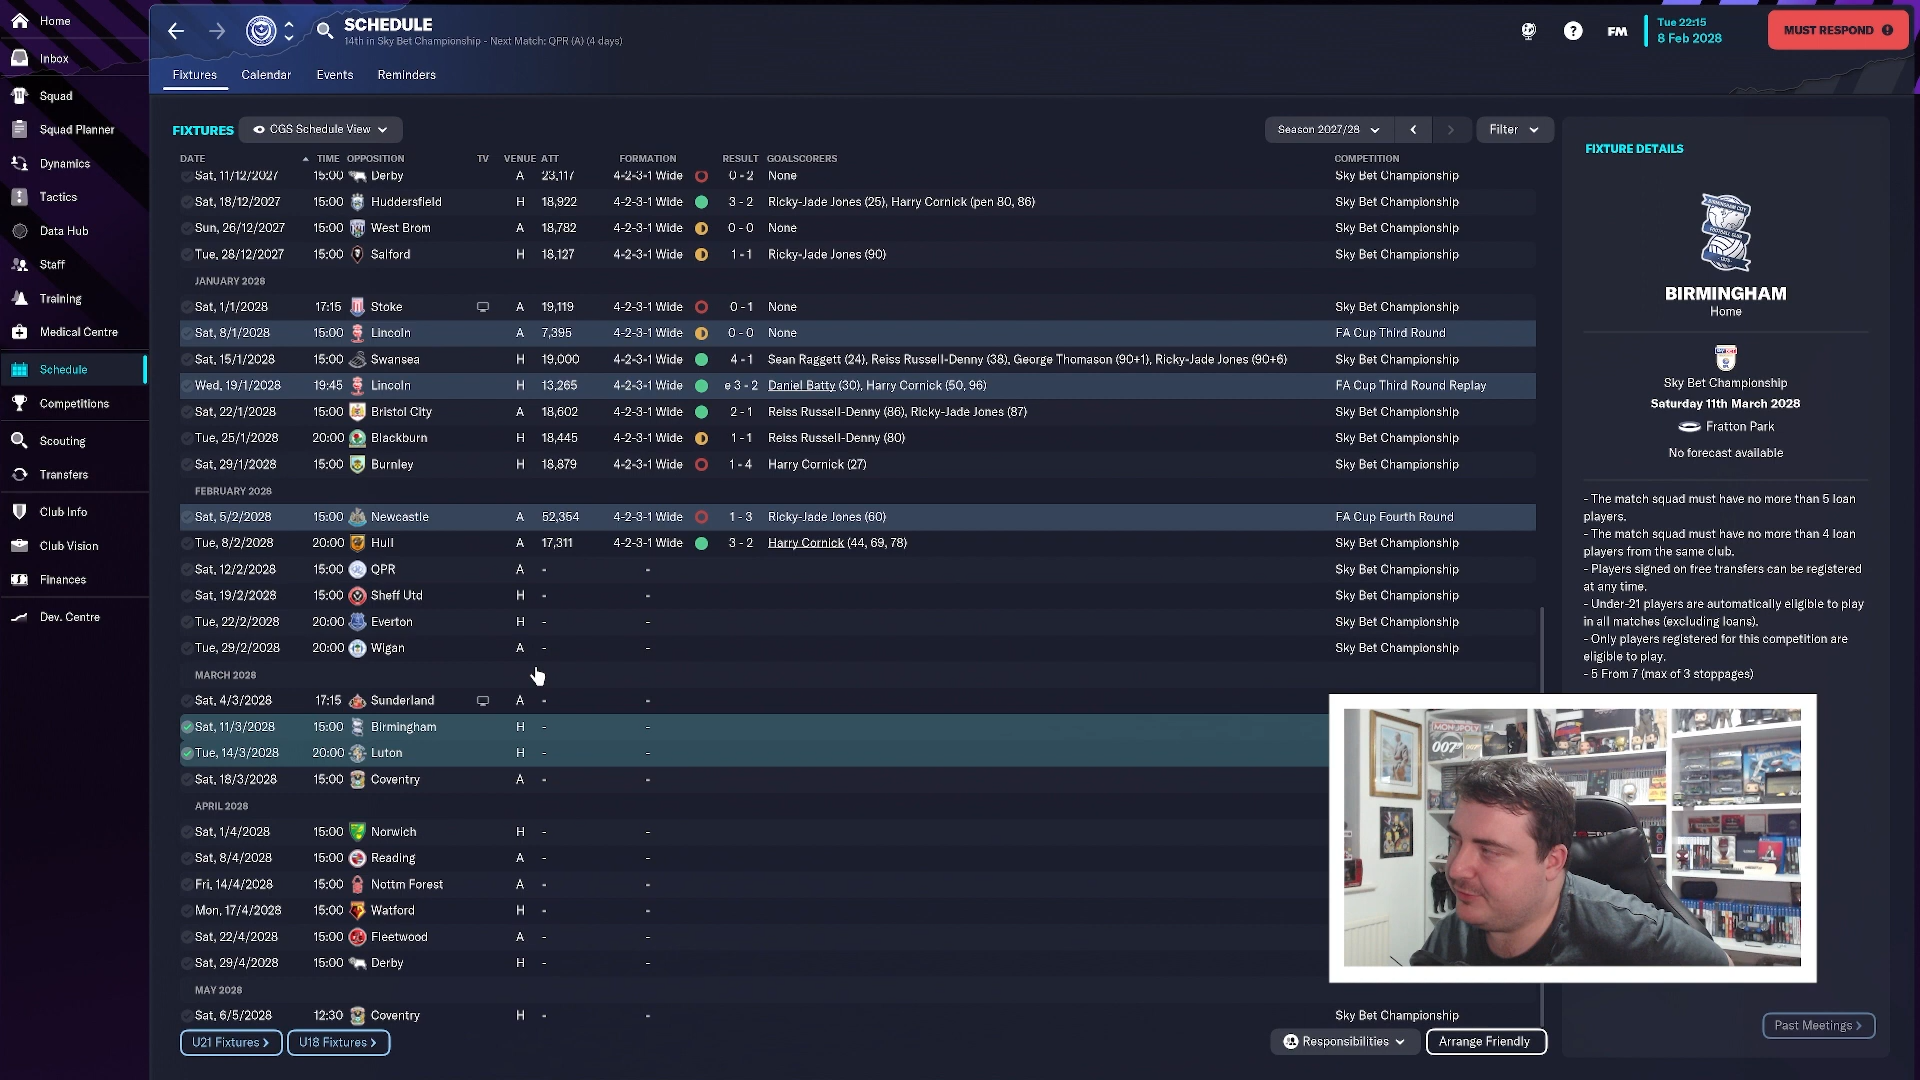 Home
Inbox
Squad
Squad Planner
Dynamics
Tactics
Data Hub
Staff
Training
Medical Centre
Schedule
Competitions
Scouting
Transfers
Club Info
Club Vision
Finances
Dev. Centre
SCHEDULE
14th in Sky Bet Championship - Next Match: QPR (A) (4 days)
FM
Tue 22:15
8 Feb 2028
MUST RESPOND
Fixtures Calendar Events Reminders
FIXTURES CGS Schedule View
Season 2027/28 Filter
DATE TIME OPPOSITION TV VENUE ATT FORMATION RESULT GOALSCORERS COMPETITION
Sat, 11/12/2027 15:00 Derby A 23,117 4-2-3-1 Wide 0 - 2 None Sky Bet Championship
Sat, 18/12/2027 15:00 Huddersfield H 18,922 4-2-3-1 Wide 3 - 2 Ricky-Jade Jones (25), Harry Cornick (pen 80, 86) Sky Bet Championship
Sun, 26/12/2027 15:00 West Brom A 18,782 4-2-3-1 Wide 0 - 0 None Sky Bet Championship
Tue, 28/12/2027 15:00 Salford H 18,127 4-2-3-1 Wide 1 - 1 Ricky-Jade Jones (90) Sky Bet Championship
JANUARY 2028
Sat, 1/1/2028 17:15 Stoke A 19,119 4-2-3-1 Wide 0 - 1 None Sky Bet Championship
Sat, 8/1/2028 15:00 Lincoln A 7,395 4-2-3-1 Wide 0 - 0 None FA Cup Third Round
Sat, 15/1/2028 15:00 Swansea H 19,000 4-2-3-1 Wide 4 - 1 Sean Raggett (24), Reiss Russell-Denny (38), George Thomason (90+1), Ricky-Jade Jones (90+6) Sky Bet Championship
Wed, 19/1/2028 19:45 Lincoln H 13,265 4-2-3-1 Wide e 3 - 2 Daniel Batty (30), Harry Cornick (50, 96) FA Cup Third Round Replay
Sat, 22/1/2028 15:00 Bristol City A 18,602 4-2-3-1 Wide 2 - 1 Reiss Russell-Denny (86), Ricky-Jade Jones (87) Sky Bet Championship
Tue, 25/1/2028 20:00 Blackburn H 18,445 4-2-3-1 Wide 1 - 1 Reiss Russell-Denny (80) Sky Bet Championship
Sat, 29/1/2028 15:00 Burnley H 18,879 4-2-3-1 Wide 1 - 4 Harry Cornick (27) Sky Bet Championship
FEBRUARY 2028
Sat, 5/2/2028 15:00 Newcastle A 52,354 4-2-3-1 Wide 1 - 3 Ricky-Jade Jones (60) FA Cup Fourth Round
Tue, 8/2/2028 20:00 Hull A 17,311 4-2-3-1 Wide 3 - 2 Harry Cornick (44, 69, 78) Sky Bet Championship
Sat, 12/2/2028 15:00 QPR A - - Sky Bet Championship
Sat, 19/2/2028 15:00 Sheff Utd H - - Sky Bet Championship
Tue, 22/2/2028 20:00 Everton H - - Sky Bet Championship
Tue, 29/2/2028 20:00 Wigan A - - Sky Bet Championship
MARCH 2028
Sat, 4/3/2028 17:15 Sunderland A - -
Sat, 11/3/2028 15:00 Birmingham H - -
Tue, 14/3/2028 20:00 Luton H - -
Sat, 18/3/2028 15:00 Coventry A - -
APRIL 2028
Sat, 1/4/2028 15:00 Norwich H - -
Sat, 8/4/2028 15:00 Reading A - -
Fri, 14/4/2028 15:00 Nottm Forest A - -
Mon, 17/4/2028 15:00 Watford H - -
Sat, 22/4/2028 15:00 Fleetwood A - -
Sat, 29/4/2028 15:00 Derby H - -
MAY 2028
Sat, 6/5/2028 12:30 Coventry H - - Sky Bet Championship
U21 Fixtures > U18 Fixtures >
Responsibilities Arrange Friendly
FIXTURE DETAILS
BIRMINGHAM
Home
Sky Bet Championship
Saturday 11th March 2028
Fratton Park
No forecast available
- The match squad must have no more than 5 loan
players.
- The match squad must have no more than 4 loan
players from the same club.
- Players signed on free transfers can be registered
at any time.
- Under-21 players are automatically eligible to play
in all matches (excluding loans).
- Only players registered for this competition are
eligible to play.
- 5 From 7 (max of 3 stoppages)
MONOPOLY
007
Past Meetings >